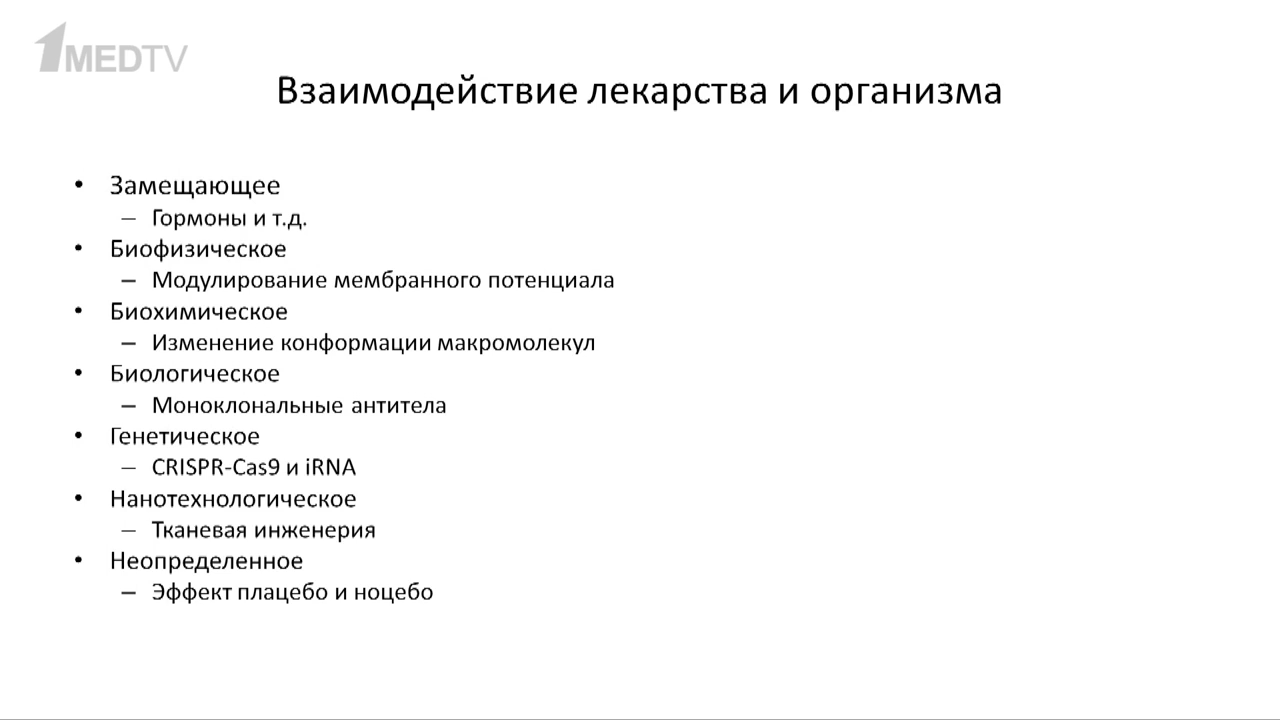 1MEDTV
Взаимодействие лекарства и организма
• Замещающее
– Гормоны и т.д.
• Биофизическое
– Модулирование мембранного потенциала
• Биохимическое
– Изменение конформации макромолекул
• Биологическое
– Моноклональные антитела
• Генетическое
– CRISPR-Cas9 и iRNA
• Нанотехнологическое
– Тканевая инженерия
• Неопределенное
– Эффект плацебо и ноцебо